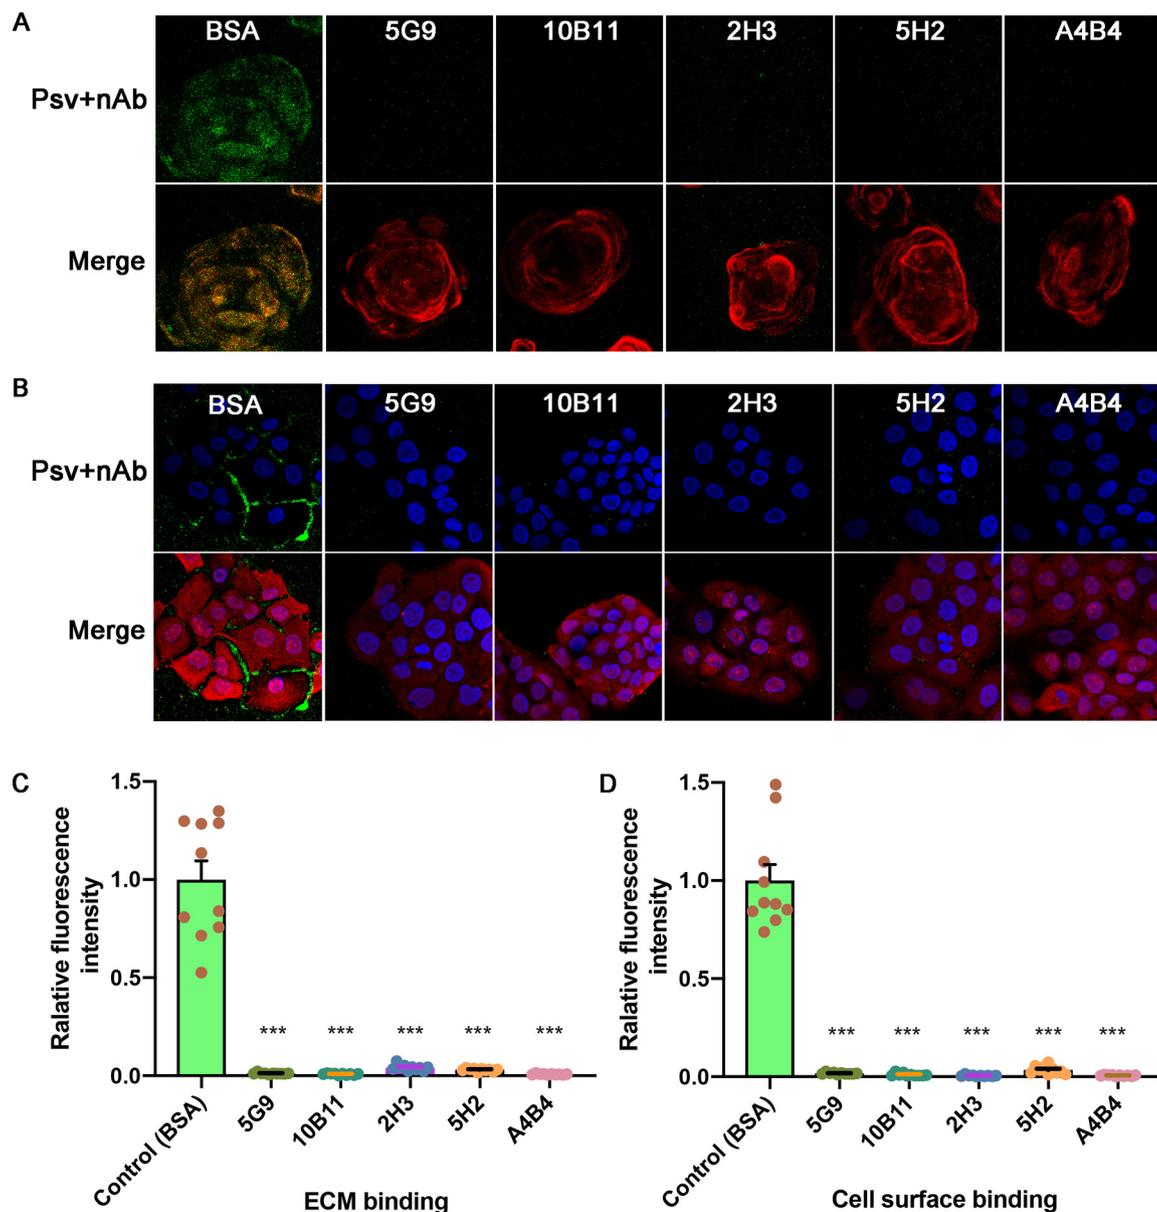 A
BSA 5G9 10B11 2H3 5H2 A4B4
Psv+nAb
Merge
B
BSA 5G9 10B11 2H3 5H2 A4B4
Psv+nAb
Merge
C
Ralative fluorescence
intensity
1.5
1.0
0.5
0.0
*** *** *** *** ***
Control (BSA) 5G9 10B11 2H3 5H2 A4B4
ECM binding
D
Ralative fluorescence
intensity
1.5
1.0
0.5
0.0
*** *** *** *** ***
Control (BSA) 5G9 10B11 2H3 5H2 A4B4
Cell surface binding